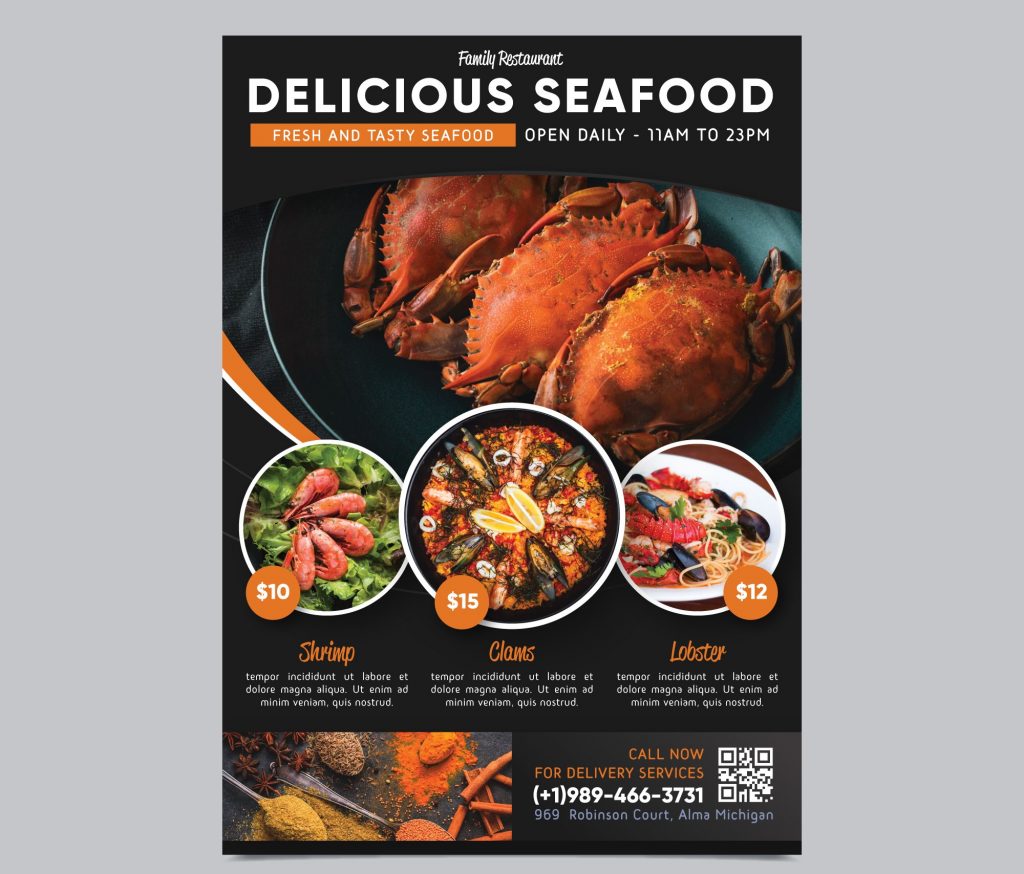 Family Restaurant
DELICIOUS SEAFOOD
FRESH AND TASTY SEAFOOD OPEN DAILY - 11AM TO 23PM
$10
$15
$12
Shrimp
tempor incididunt ut labore et
dolore magna aliqua. Ut enim ad
minim veniam, quis nostrud.
Clams
tempor incididunt ut labore et
dolore magna aliqua. Ut enim ad
minim veniam, quis nostrud.
Lobster
tempor incididunt ut labore et
dolore magna aliqua. Ut enim ad
minim veniam, quis nostrud.
CALL NOW
FOR DELIVERY SERVICES
(+1)989-466-3731
969 Robinson Court, Alma Michigan